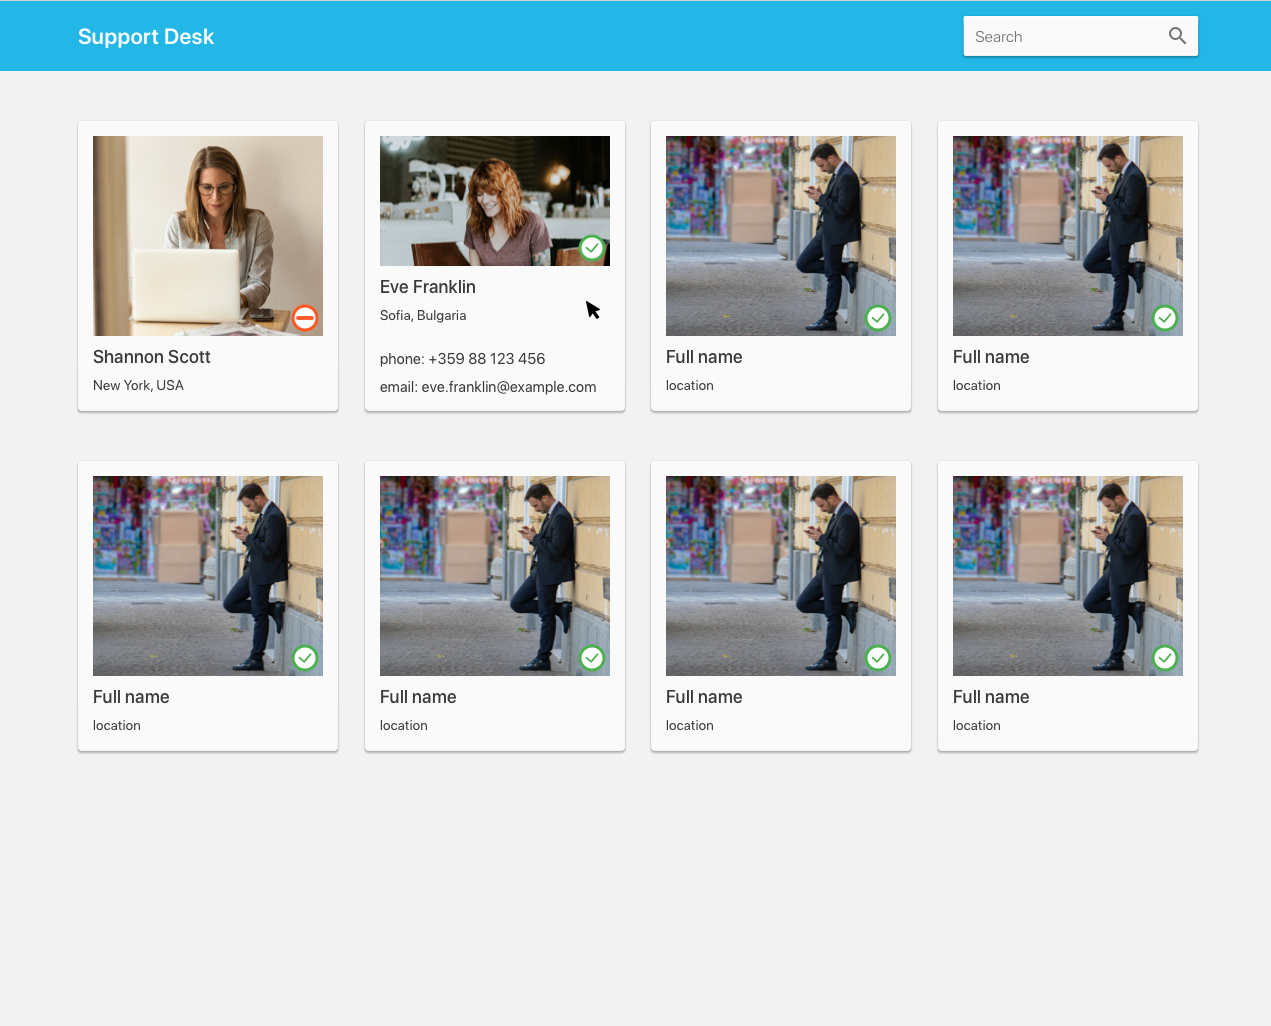 Support Desk
Search
Shannon Scott
New York, USA
Eve Franklin
Sofia, Bulgaria
phone: +359 88 123 456
email: eve.franklin@example.com
Full name
location
Full name
location
Full name
location
Full name
location
Full name
location
Full name
location